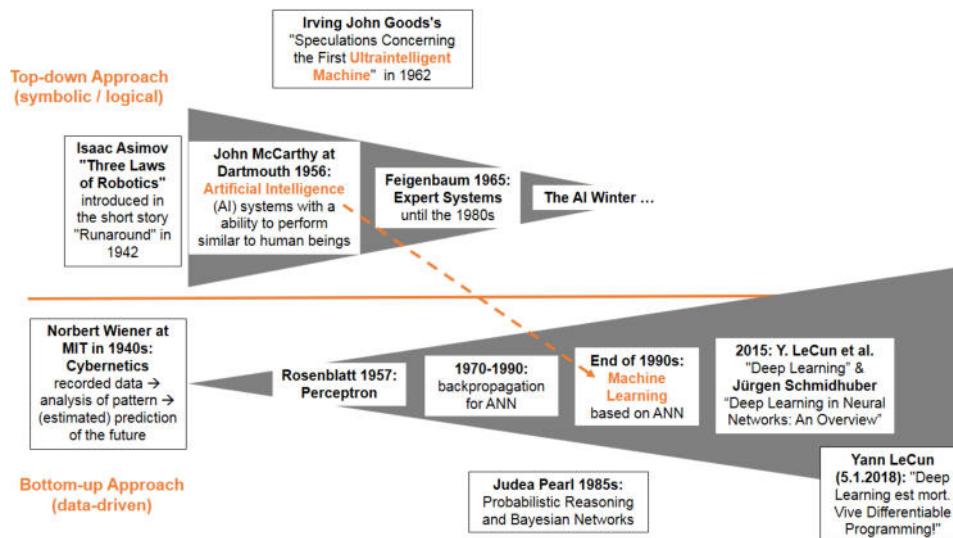 Irving John Goods's
"Speculations Concerning
the First Ultraintelligent
Machine" in 1962
Top-down Approach
(symbolic / logical)
Isaac Asimov
"Three Laws
of Robotics"
introduced in
the short story
"Runaround" in
1942
John McCarthy at
Dartmouth 1956:
Artificial Intelligence
(AI) systems with a
ability to perform
similar to human beings
Feigenbaum 1965:
Expert Systems
until the 1980s
The AI Winter ...
Norbert Wiener at
MIT in 1940s:
Cybernetics
recorded data →
analysis of pattern →
(estimated) prediction
of the future
Rosenblatt 1957:
Perceptron
1970-1990:
backpropagation
for ANN
End of 1990s:
Machine
Learning
based on ANN
2015: Y. LeCun et al.
"Deep Learning" &
Jürgen Schmidhuber
"Deep Learning in Neural
Networks: An Overview"
Bottom-up Approach
(data-driven)
Judea Pearl 1985s:
Probabilistic Reasoning
and Bayesian Networks
Yann LeCun
(5.1.2018): "Deep
Learning est mort.
Vive Differentiable
Programming!"